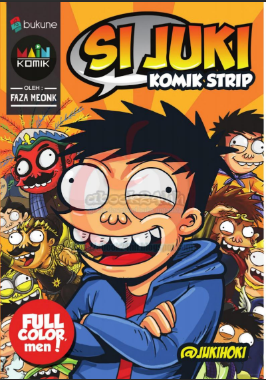 bukune
MAIN
KOMIK
OLEH :
FAZA MEONK
SI JUKI
KOMIK STRIP
FULL
COLOR,
men !
@JUKIHOKI